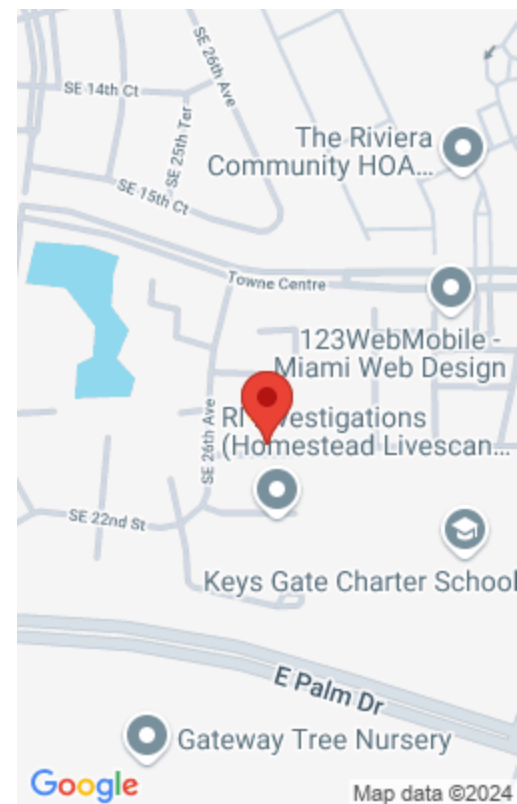 SE 26th Ave
SE 14th Ct
SE 25th Ter
The Riviera
Community HOA...
SE 15th Ct
Towne Centre
123WebMobile -
Miami Web Design
SE 26th Ave
(Homestead Livescan...
SE 22nd St
Keys Gate Charter School
E Palm Dr
Gateway Tree Nursery
Google
Map data ©2024